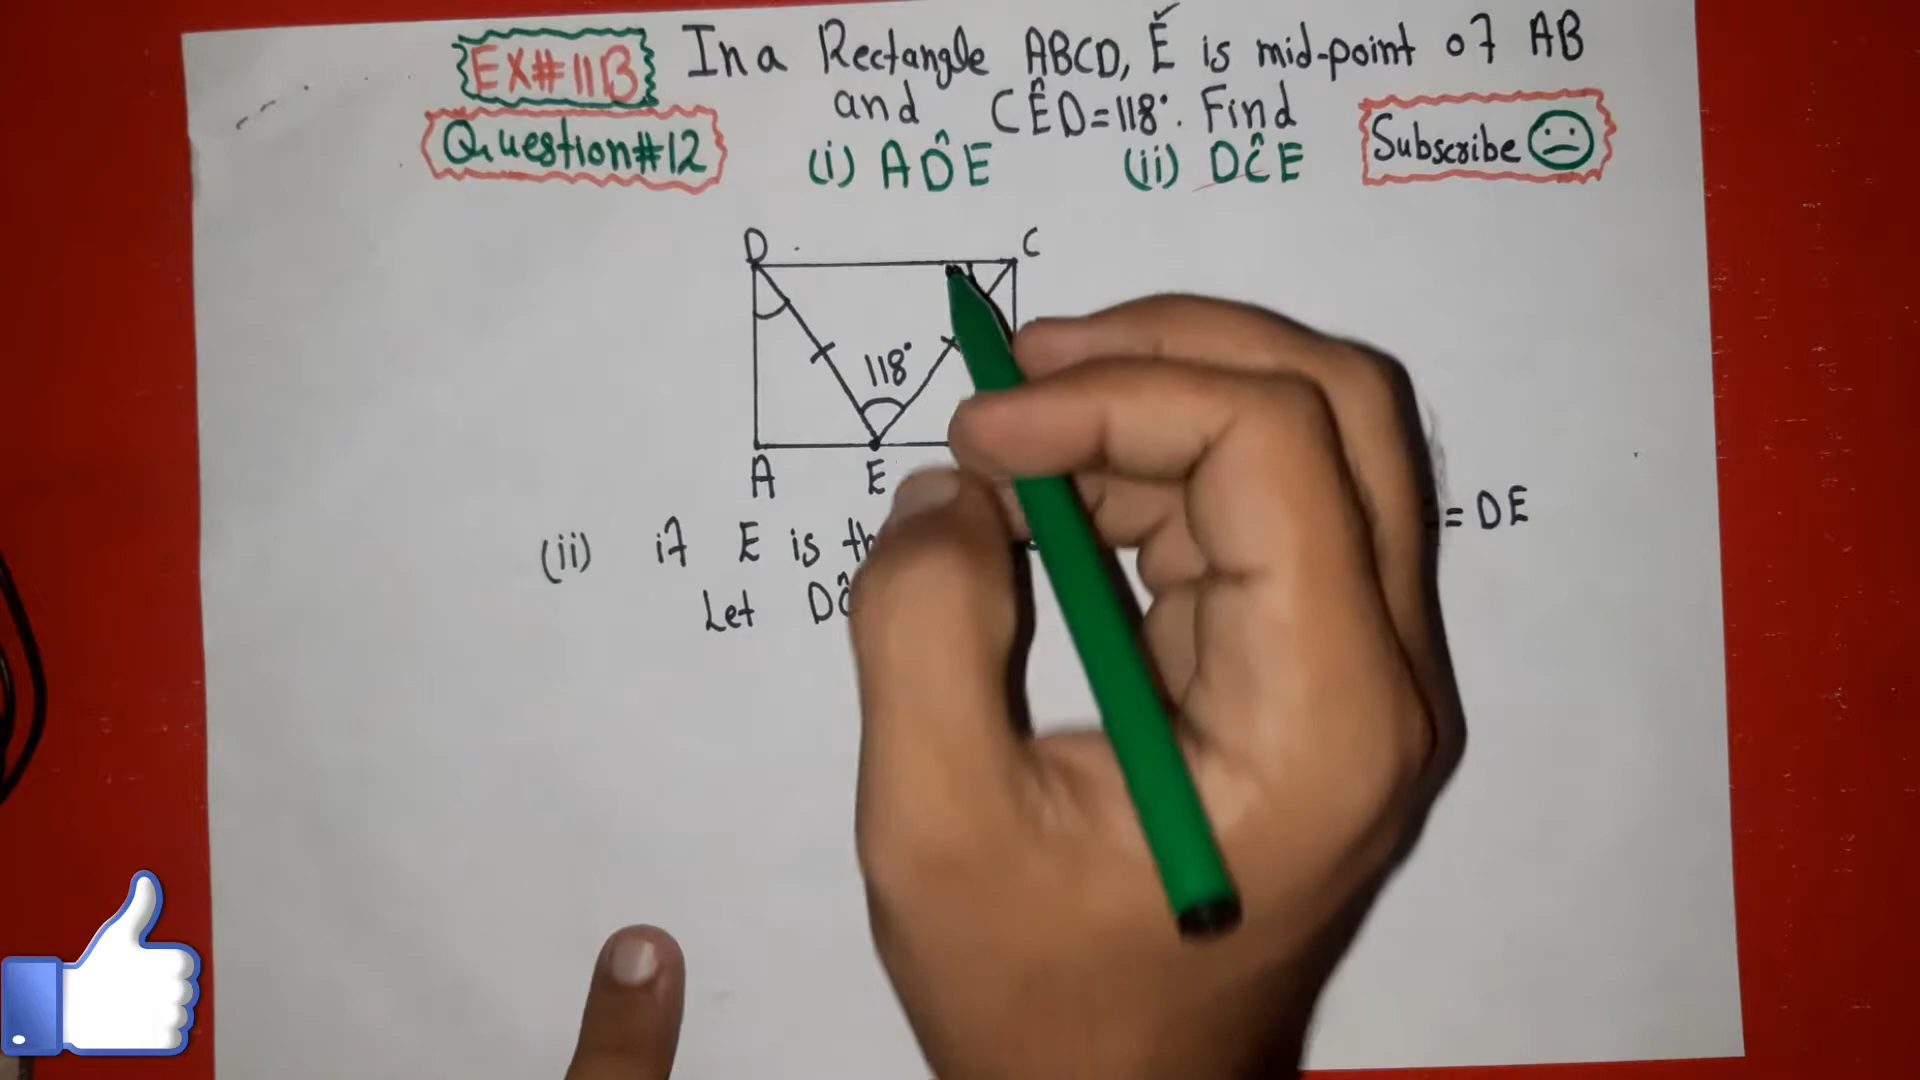 EX#11B
In a Rectangle ABCD, E is mid-point of AB
and CÊD=118°. Find
Question#12
(i) AD̂E (ii) DĈE
Subscribe
D C
118°
A E
= DE
(ii) if E is
Let